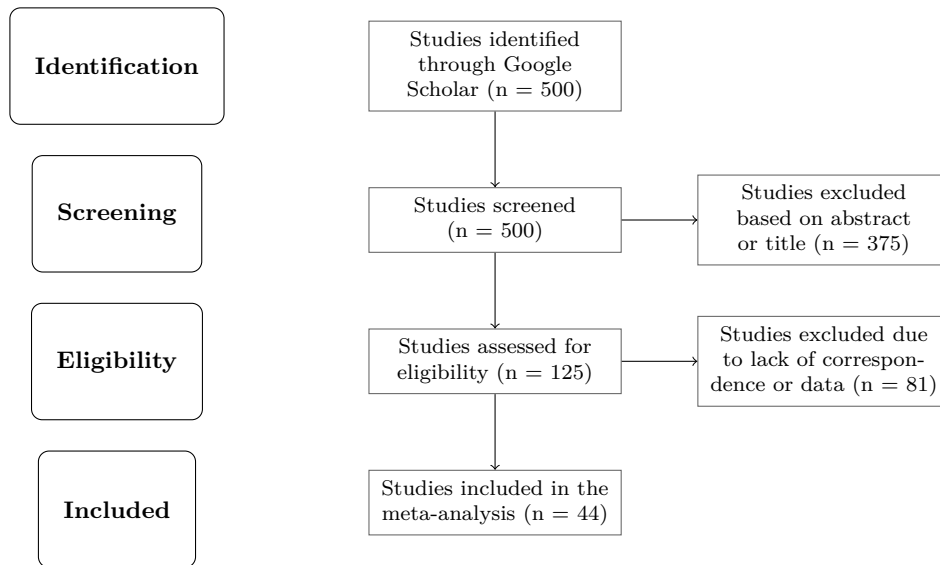 Identification
Studies identified
through Google
Scholar (n = 500)
Screening
Studies screened
(n = 500)
Studies excluded
based on abstract
or title (n = 375)
Eligibility
Studies assessed for
eligibility (n = 125)
Studies excluded due
to lack of correspon-
dence or data (n = 81)
Included
Studies included in the
meta-analysis (n = 44)